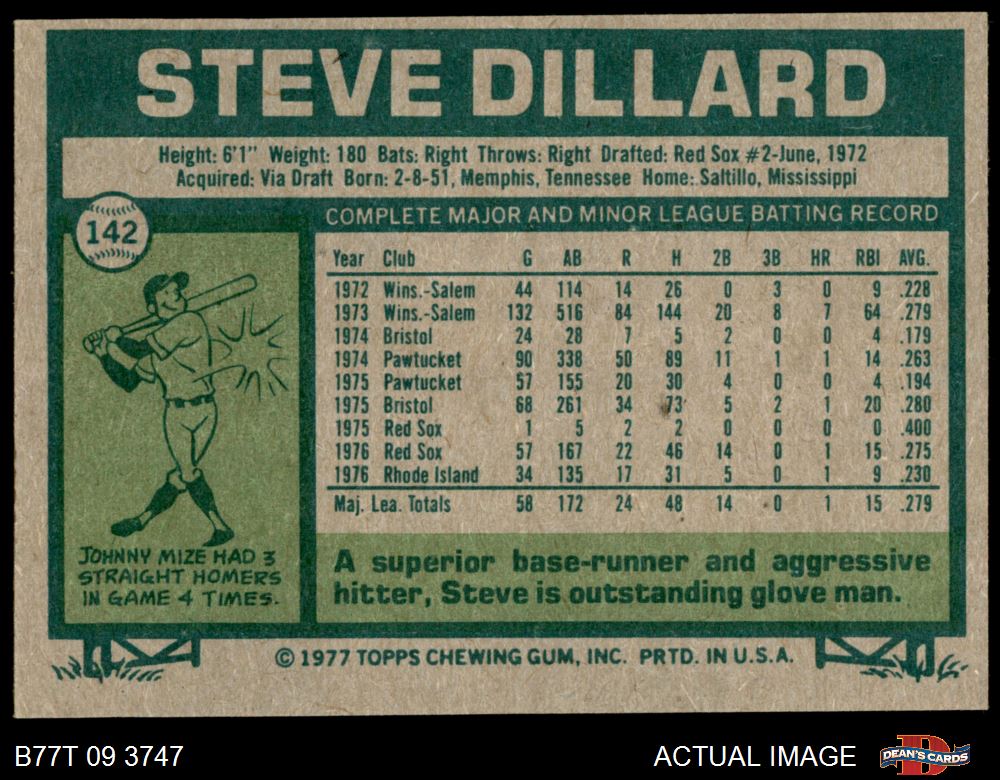 STEVE DILLARD
Height: 6'1" Weight: 180 Bats: Right Throws: Right Drafted: Red Sox #2-June, 1972
Acquired: Via Draft Born: 2-8-51, Memphis, Tennessee Home: Saltillo, Mississippi
142
COMPLETE MAJOR AND MINOR LEAGUE BATTING RECORD
Year Club G AB R H 2B 3B HR RBI AVG.
1972 Wins.-Salem 44 114 14 26 0 3 0 9 .228
1973 Wins.-Salem 132 516 84 144 20 8 7 64 .279
1974 Bristol 24 28 7 5 2 0 0 4 .179
1974 Pawtucket 90 338 50 89 11 1 1 14 .263
1975 Pawtucket 57 155 20 30 4 0 0 4 .194
1975 Bristol 68 261 34 73 5 2 1 20 .280
1975 Red Sox 1 5 2 2 0 0 0 0 .400
1976 Red Sox 57 167 22 46 14 0 1 15 .275
1976 Rhode Island 34 135 17 31 5 0 1 9 .230
Maj. Lea. Totals 58 172 24 48 14 0 1 15 .279
JOHNNY MIZE HAD 3
STRAIGHT HOMERS
IN GAME 4 TIMES.
A superior base-runner and aggressive
hitter, Steve is outstanding glove man.
© 1977 TOPPS CHEWING GUM, INC. PRTD. IN U.S.A.
B77T 09 3747
ACTUAL IMAGE
DEAN'S CARDS